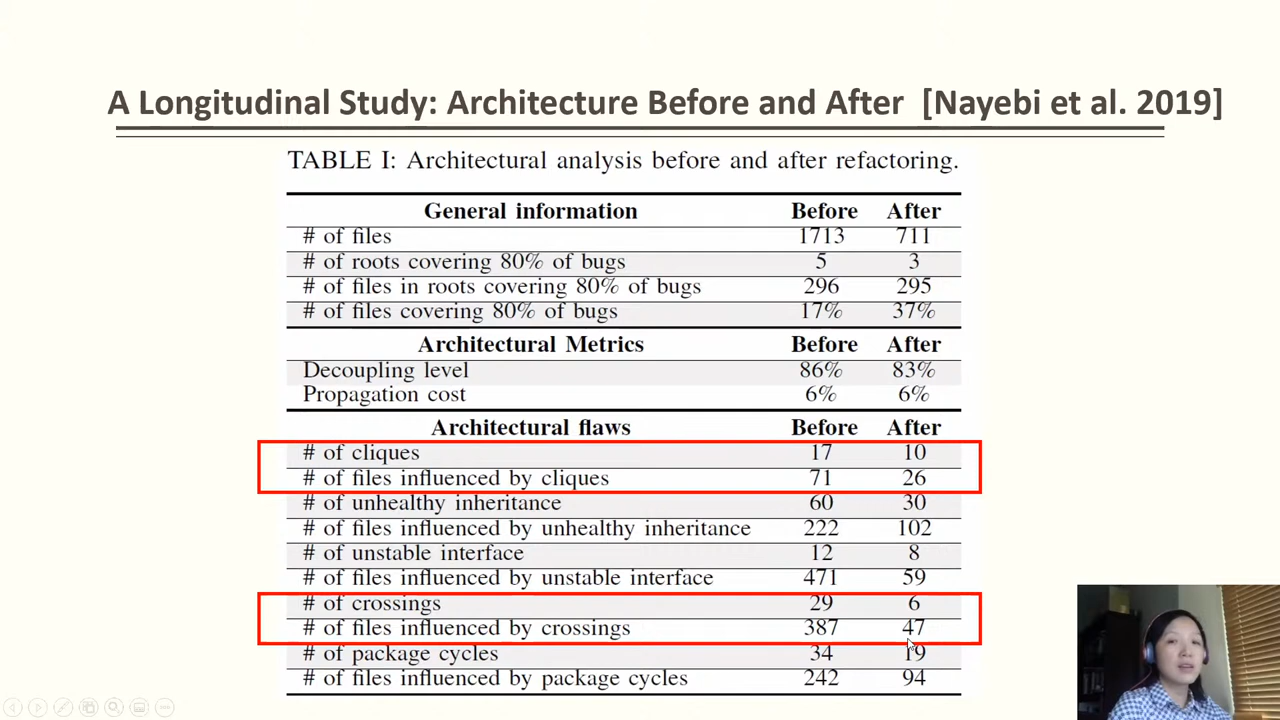 A Longitudinal Study: Architecture Before and After [Nayebi et al. 2019]
TABLE I: Architectural analysis before and after refactoring.
General information Before After
# of files 1713 711
# of roots covering 80% of bugs 5 3
# of files in roots covering 80% of bugs 296 295
# of files covering 80% of bugs 17% 37%
Architectural Metrics Before After
Decoupling level 86% 83%
Propagation cost 6% 6%
Architectural flaws Before After
# of cliques 17 10
# of files influenced by cliques 71 26
# of unhealthy inheritance 60 30
# of files influenced by unhealthy inheritance 222 102
# of unstable interface 12 8
# of files influenced by unstable interface 471 59
# of crossings 29 6
# of files influenced by crossings 387 47
# of package cycles 34 19
# of files influenced by package cycles 242 94